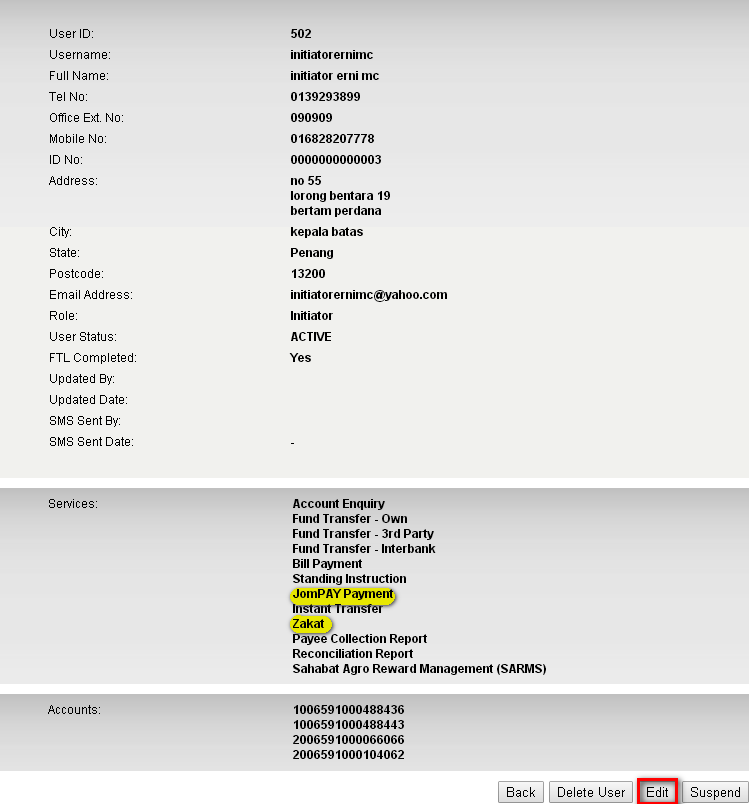 User ID: 502
Username: initiatorernimc
Full Name: initiator erni mc
Tel No: 0139293899
Office Ext. No: 090909
Mobile No: 016828207778
ID No: 0000000000003
Address: no 55
lorong bentara 19
bertam perdana
City: kepala batas
State: Penang
Postcode: 13200
Email Address: initiatorernimc@yahoo.com
Role: Initiator
User Status: ACTIVE
FTL Completed: Yes
Updated By:
Updated Date:
SMS Sent By:
SMS Sent Date: -
Services: Account Enquiry
Fund Transfer - Own
Fund Transfer - 3rd Party
Fund Transfer - Interbank
Bill Payment
Standing Instruction
JomPAY Payment
Instant Transfer
Zakat
Payee Collection Report
Reconciliation Report
Sahabat Agro Reward Management (SARMS)
Accounts: 1006591000488436
1006591000488443
2006591000066066
2006591000104062
Back Delete User Edit Suspend